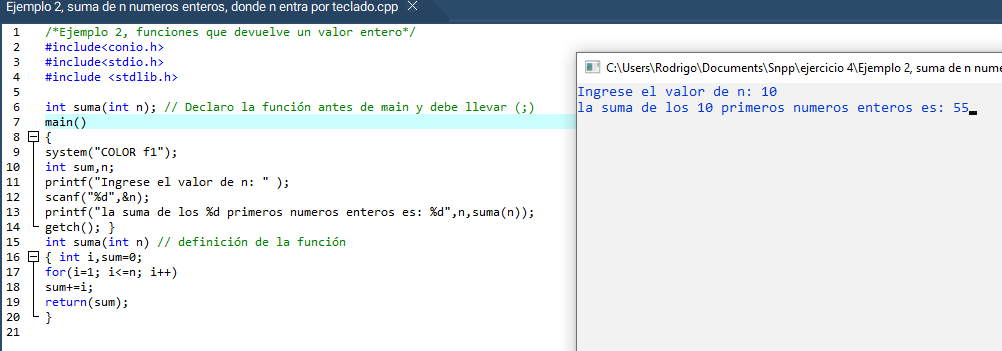 Ejemplo 2, suma de n numeros enteros, donde n entra por teclado.cpp
1 /*Ejemplo 2, funciones que devuelve un valor entero*/
2 #include<conio.h>
3 #include<stdio.h>
4 #include <stdlib.h>
5
6 int suma(int n); // Declaro la función antes de main y debe llevar (;)
7 main()
8 {
9 system("COLOR f1");
10 int sum,n;
11 printf("Ingrese el valor de n: " );
12 scanf("%d",&n);
13 printf("la suma de los %d primeros numeros enteros es: %d",n,suma(n));
14 getch(); }
15 int suma(int n) // definición de la función
16 { int i,sum=0;
17 for(i=1; i<=n; i++)
18 sum+=i;
19 return(sum);
20 }
21
C:\Users\Rodrigo\Documents\Snpp\ejercicio 4\Ejemplo 2, suma de n nume
Ingrese el valor de n: 10
la suma de los 10 primeros numeros enteros es: 55